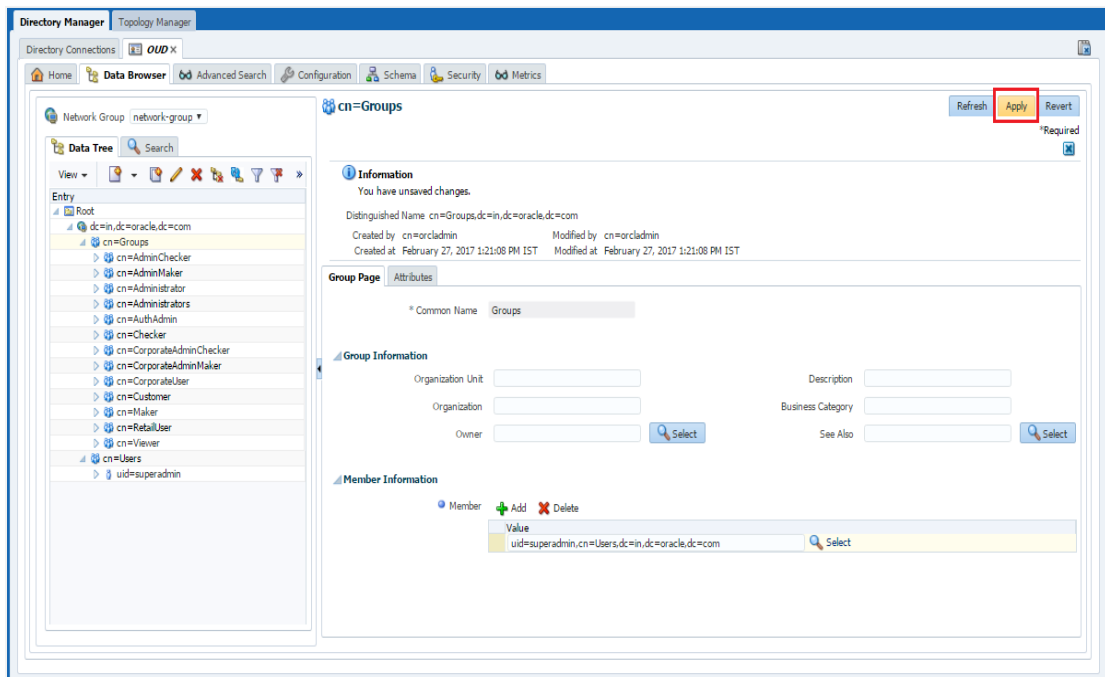 Directory Manager Topology Manager
Directory Connections OUD ×
Home Data Browser Advanced Search Configuration Schema Security Metrics
Network Group network-group
Data Tree Search
View
Entry
Root
dc=in,dc=oracle,dc=com
cn=Groups
cn=AdminChecker
cn=AdminMaker
cn=Administrator
cn=Administrators
cn=AuthAdmin
cn=Checker
cn=CorporateAdminChecker
cn=CorporateAdminMaker
cn=CorporateUser
cn=Customer
cn=Maker
cn=RetailUser
cn=Viewer
cn=Users
uid=superadmin
cn=Groups
Refresh Apply Revert
*Required
Information
You have unsaved changes.
Distinguished Name cn=Groups,dc=in,dc=oracle,dc=com
Created by cn=orcladmin Modified by cn=orcladmin
Created at February 27, 2017 1:21:08 PM IST Modified at February 27, 2017 1:21:08 PM IST
Group Page Attributes
* Common Name Groups
Group Information
Organization Unit Description
Organization Business Category
Owner Select See Also Select
Member Information
Member Add Delete
Value
uid=superadmin,cn=Users,dc=in,dc=oracle,dc=com Select